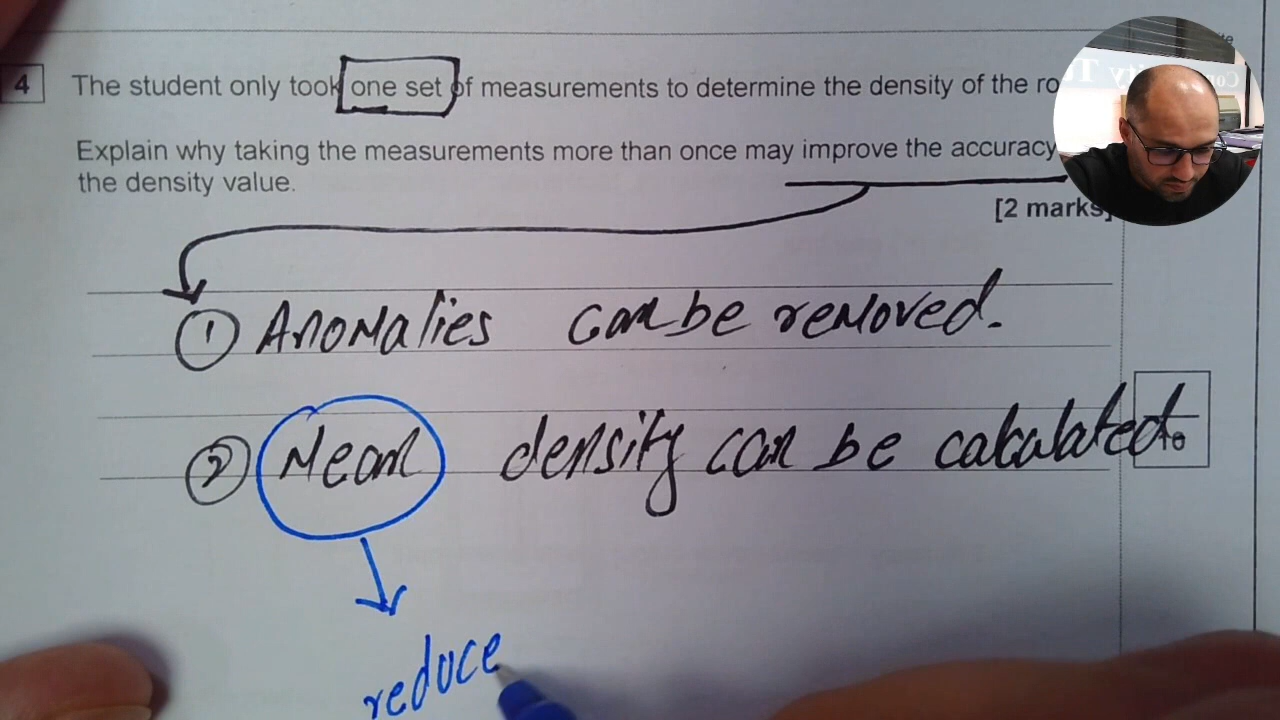 4 The student only took one set of measurements to determine the density of the ro
Explain why taking the measurements more than once may improve the accuracy
the density value.
[2 marks]
① Anomalies can be removed.
② Mean density can be calculated.
reduce